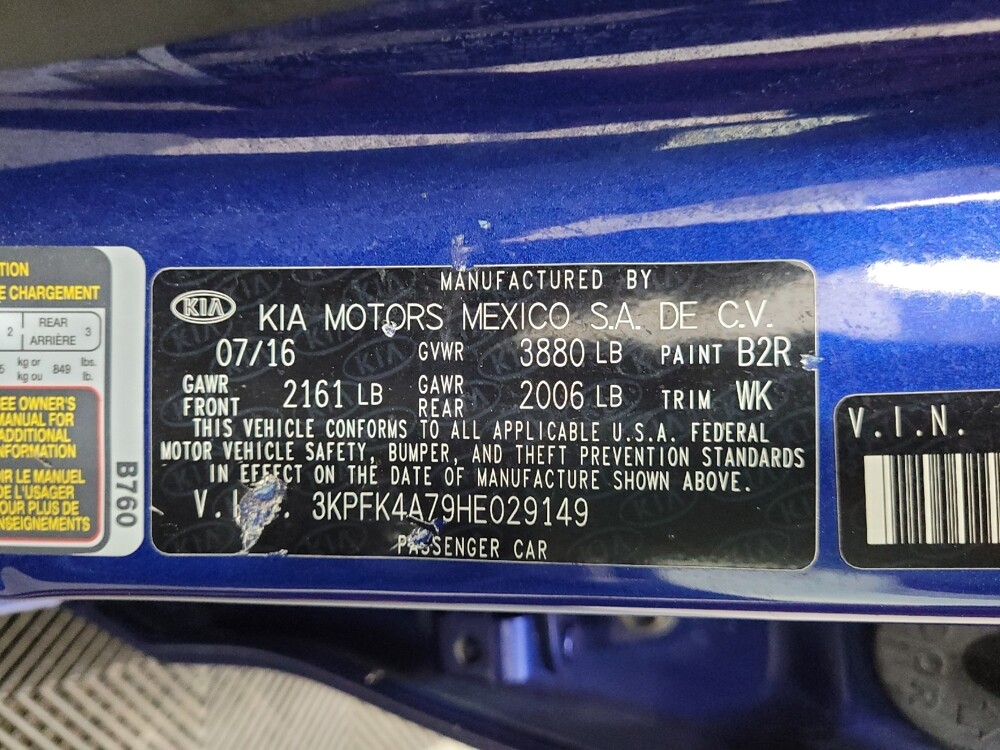 TION
E CHARGEMENT
2 REAR ARRIÈRE 3
5 kg or kg ou 849 lbs. lb.
EE OWNER'S
MANUAL FOR
ADDITIONAL
NFORMATION
OIR LE MANUEL
DE L'USAGER
OUR PLUS DE
NSEIGNEMENTS
B760
MANUFACTURED BY
KIA
KIA MOTORS MEXICO S.A. DE C.V.
07/16 GVWR 3880 LB PAINT B2R
GAWR FRONT 2161 LB GAWR REAR 2006 LB TRIM WK
THIS VEHICLE CONFORMS TO ALL APPLICABLE U.S.A. FEDERAL
MOTOR VEHICLE SAFETY, BUMPER, AND THEFT PREVENTION STANDARDS
IN EFFECT ON THE DATE OF MANUFACTURE SHOWN ABOVE.
V.I.N. 3KPFK4A79HE029149
PASSENGER CAR
V.I.N.